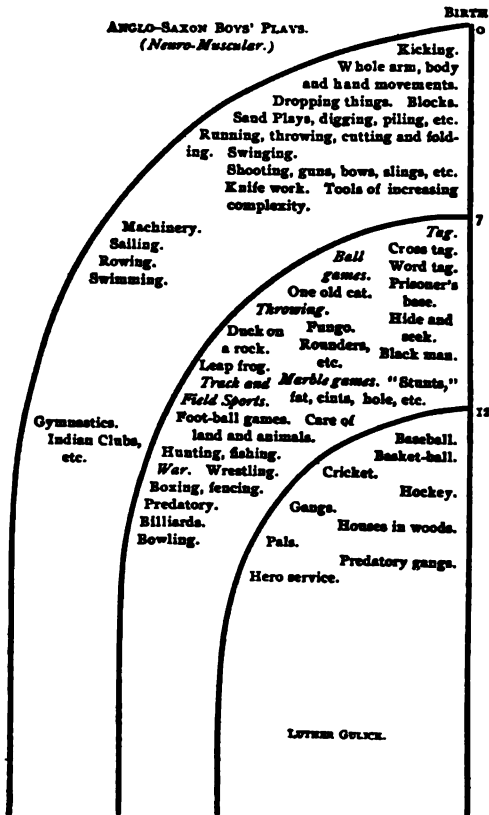 BIRTH
0
ANGLO-SAXON BOYS' PLAYS.
(Neuro-Muscular.)
Kicking.
Whole arm, body
and hand movements.
Dropping things. Blocks.
Sand Plays, digging, piling, etc.
Running, throwing, cutting and fold-
ing. Swinging.
Shooting, guns, bows, slings, etc.
Knife work. Tools of increasing
complexity.
Machinery.
Sailing.
Rowing.
Swimming.
Gymnastics.
Indian Clubs,
etc.
7
Tag.
Cross tag.
Word tag.
Prisoner's
base.
Hide and
seek.
Black man.
Ball
games.
One old cat.
Throwing.
Fungo.
Duck on
a rock.
Rounders,
etc.
Leap frog.
Track and
Field Sports.
Marble games. "Stunts,"
fat, cints, hole, etc.
Foot-ball games. Care of
land and animals.
Hunting, fishing.
War. Wrestling.
Boxing, fencing.
Predatory.
Billiards.
Bowling.
12
Baseball.
Basket-ball.
Cricket.
Hockey.
Gangs.
Houses in woods.
Pals.
Predatory gangs.
Hero service.
LUTHER GULICK.